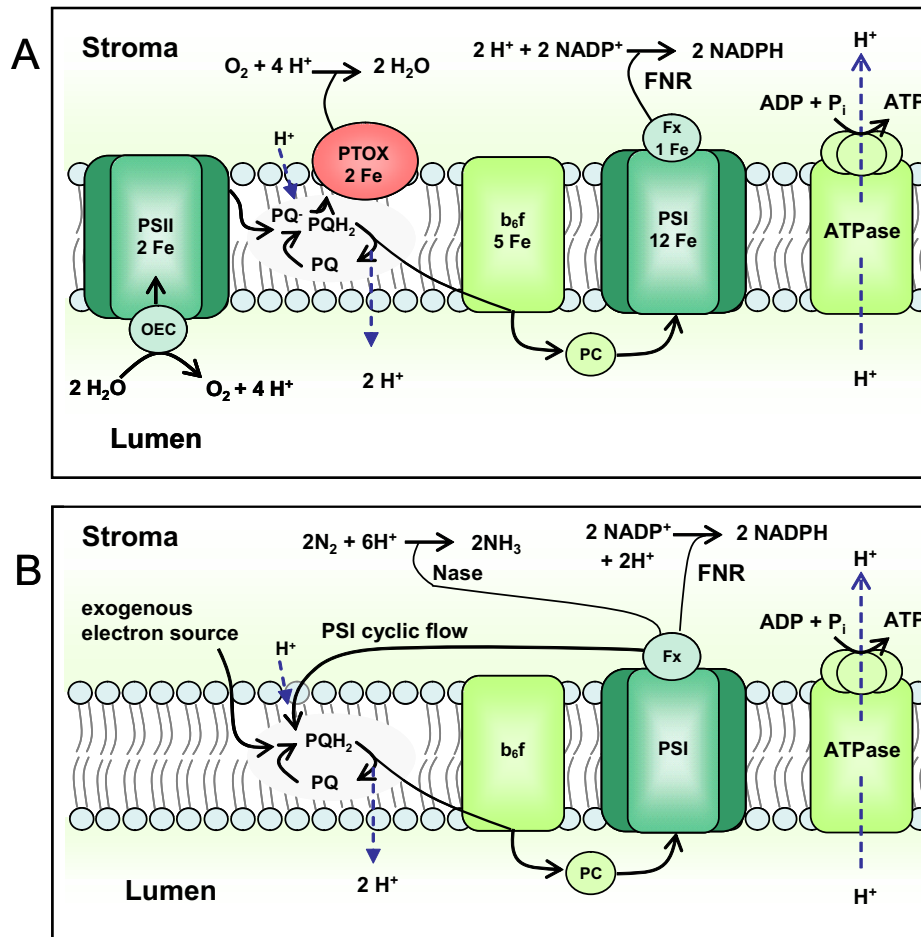 A
Stroma
O₂ + 4 H⁺ 2 H₂O
2 H⁺ + 2 NADP⁺ 2 NADPH
FNR
H⁺
ADP + Pᵢ ATP
H⁺
PTOX
2 Fe
Fx
1 Fe
PSII
2 Fe
PQ⁻ PQH₂
PQ
b₆f
5 Fe
PSI
12 Fe
ATPase
OEC
PC
2 H₂O O₂ + 4 H⁺
2 H⁺
H⁺
Lumen
B
Stroma
2N₂ + 6H⁺ 2NH₃
Nase
2 NADP⁺ 2 NADPH
+ 2H⁺
FNR
H⁺
exogenous
electron source
PSI cyclic flow
H⁺
ADP + Pᵢ ATP
Fx
PQH₂
PQ
b₆f
PSI
ATPase
PC
2 H⁺
H⁺
Lumen